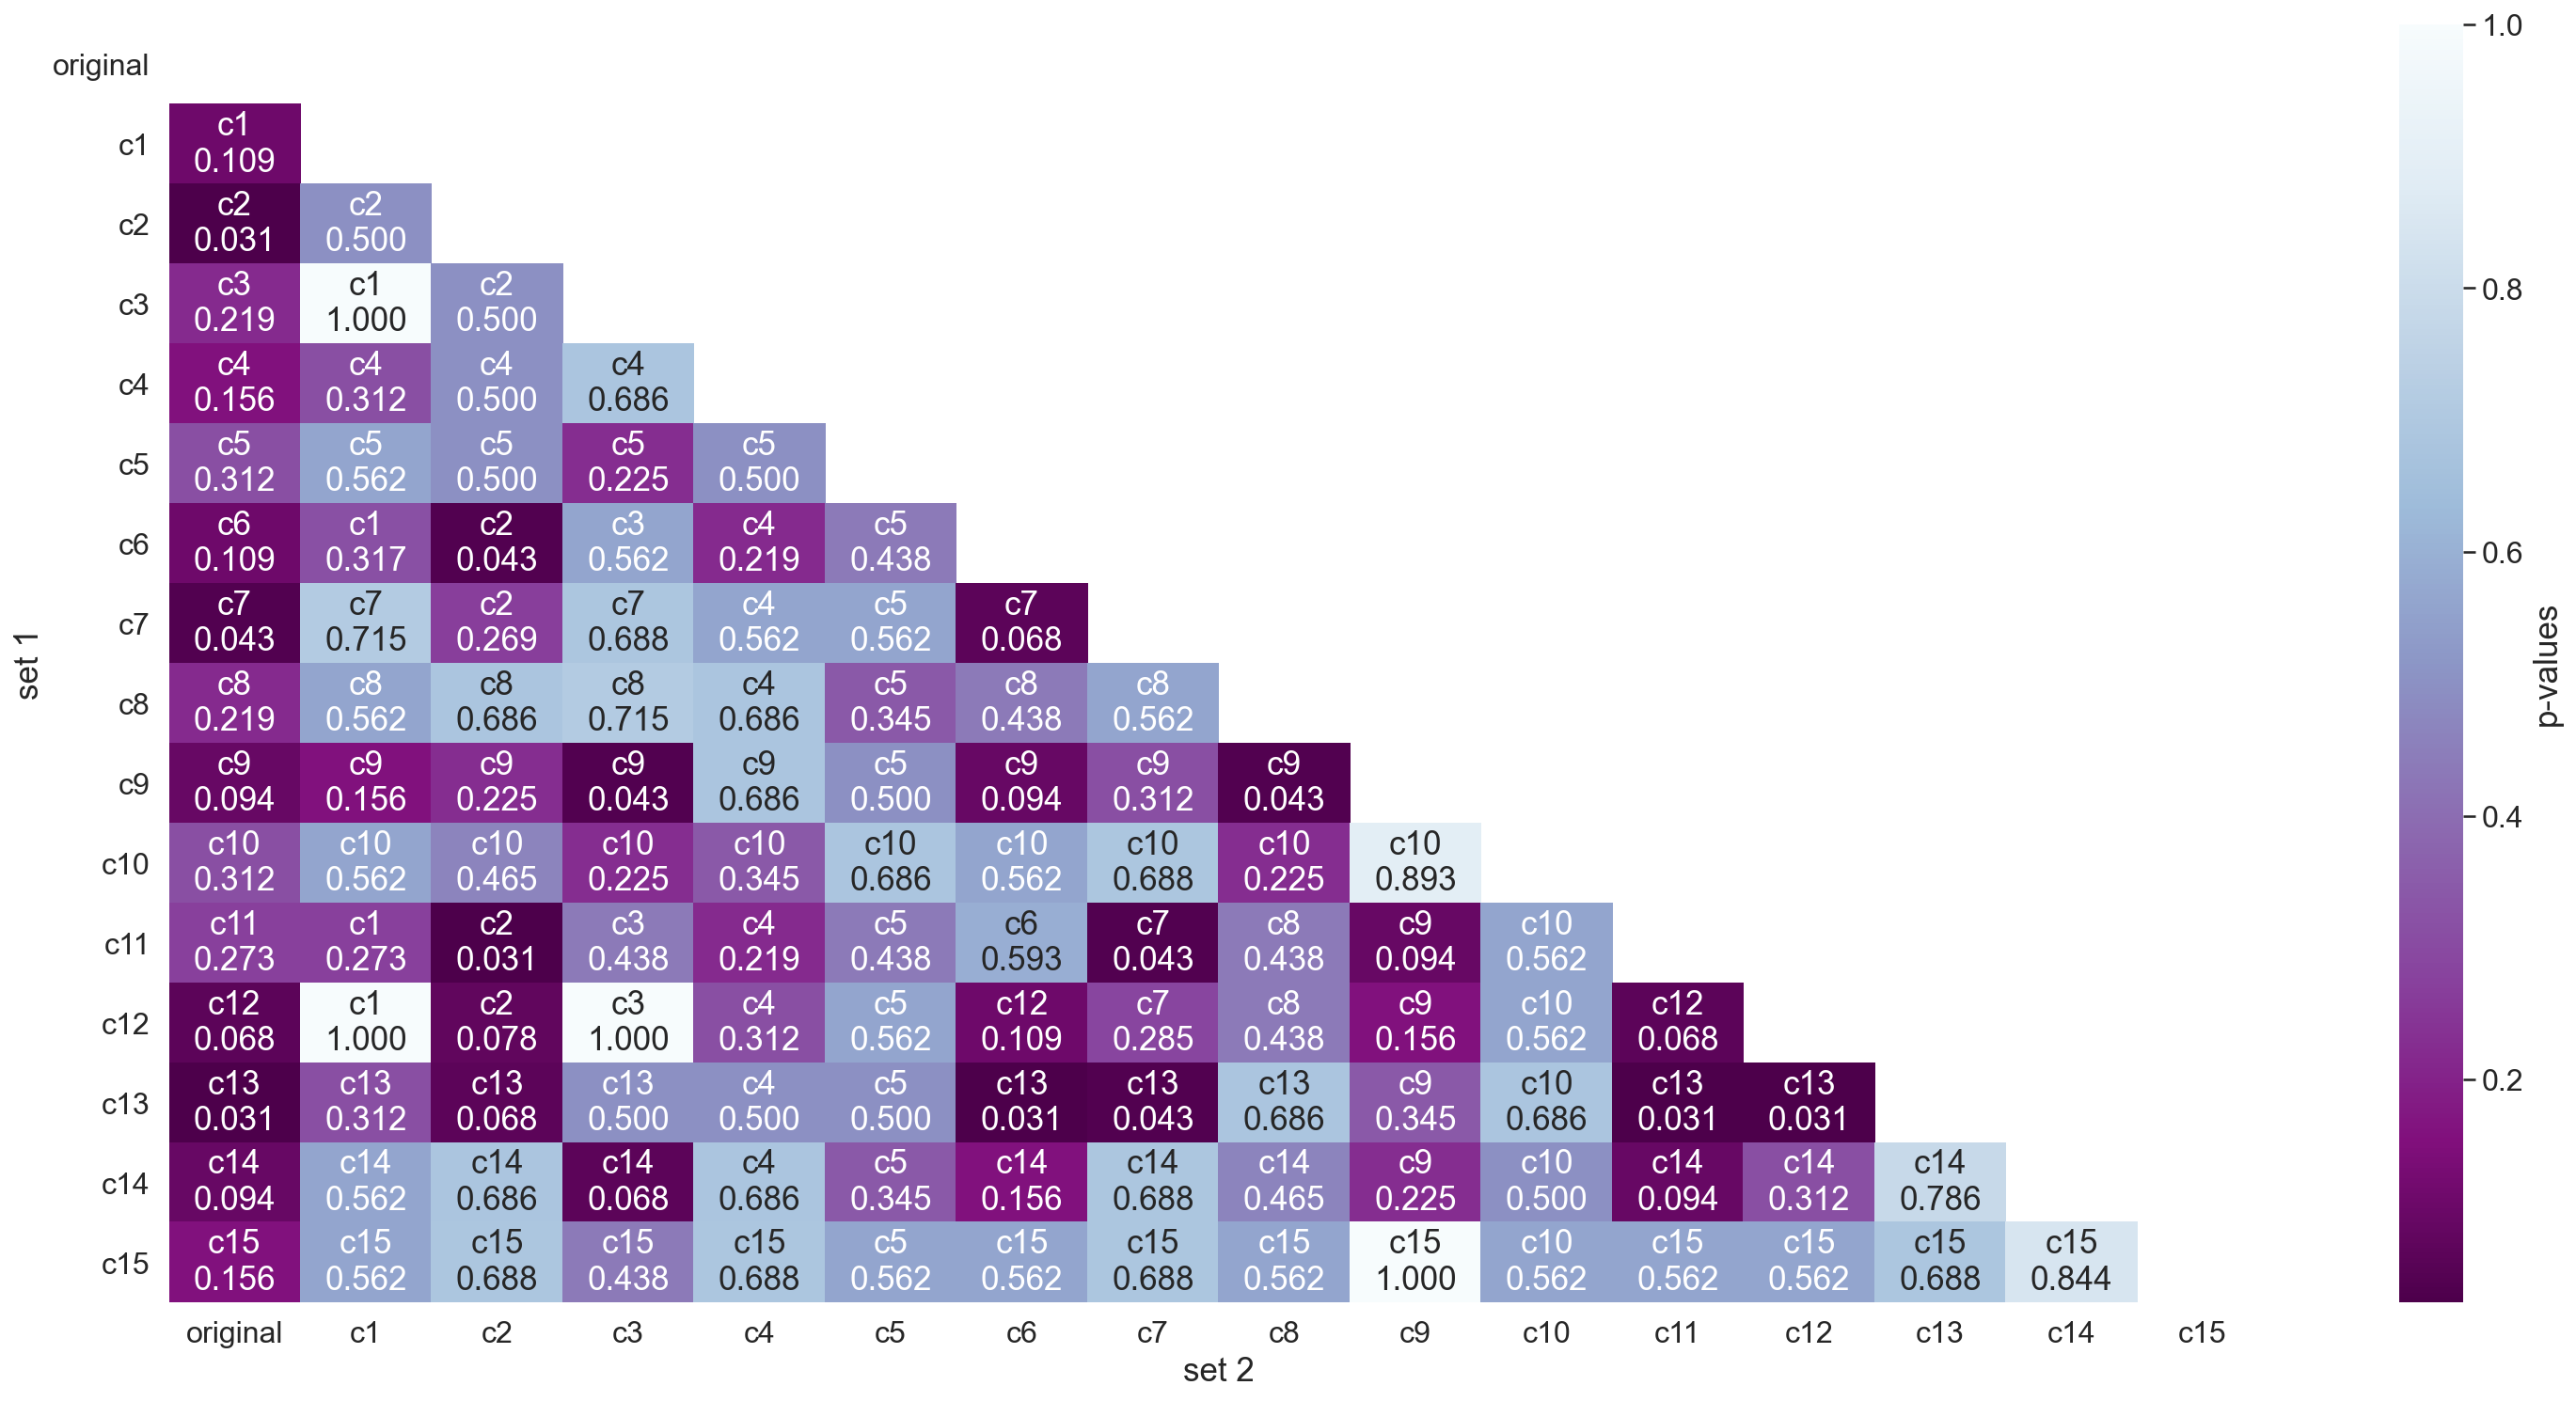 original
c1
c1
0.109
c2
c2 c2
0.031 0.500
c3
c3 c1 c2
0.219 1.000 0.500
c4
c4 c4 c4 c4
0.156 0.312 0.500 0.686
c5
c5 c5 c5 c5 c5
0.312 0.562 0.500 0.225 0.500
c6
c6 c1 c2 c3 c4 c5
0.109 0.317 0.043 0.562 0.219 0.438
c7
c7 c7 c2 c7 c4 c5 c7
0.043 0.715 0.269 0.688 0.562 0.562 0.068
c8
c8 c8 c8 c8 c4 c5 c8 c8
0.219 0.562 0.686 0.715 0.686 0.345 0.438 0.562
c9
c9 c9 c9 c9 c9 c5 c9 c9 c9
0.094 0.156 0.225 0.043 0.686 0.500 0.094 0.312 0.043
c10
c10 c10 c10 c10 c10 c10 c10 c10 c10 c10
0.312 0.562 0.465 0.225 0.345 0.686 0.562 0.688 0.225 0.893
c11
c11 c1 c2 c3 c4 c5 c6 c7 c8 c9 c10
0.273 0.273 0.031 0.438 0.219 0.438 0.593 0.043 0.438 0.094 0.562
c12
c12 c1 c2 c3 c4 c5 c12 c7 c8 c9 c10 c12
0.068 1.000 0.078 1.000 0.312 0.562 0.109 0.285 0.438 0.156 0.562 0.068
c13
c13 c13 c13 c13 c4 c5 c13 c13 c13 c9 c10 c13 c13
0.031 0.312 0.068 0.500 0.500 0.500 0.031 0.043 0.686 0.345 0.686 0.031 0.031
c14
c14 c14 c14 c14 c4 c5 c14 c14 c14 c9 c10 c14 c14 c14
0.094 0.562 0.686 0.068 0.686 0.345 0.156 0.688 0.465 0.225 0.500 0.094 0.312 0.786
c15
c15 c15 c15 c15 c15 c5 c15 c15 c15 c15 c10 c15 c15 c15 c15
0.156 0.562 0.688 0.438 0.688 0.562 0.562 0.688 0.562 1.000 0.562 0.562 0.562 0.688 0.844
original c1 c2 c3 c4 c5 c6 c7 c8 c9 c10 c11 c12 c13 c14 c15
set 2
set 1
1.0
0.8
0.6
0.4
0.2
p-values